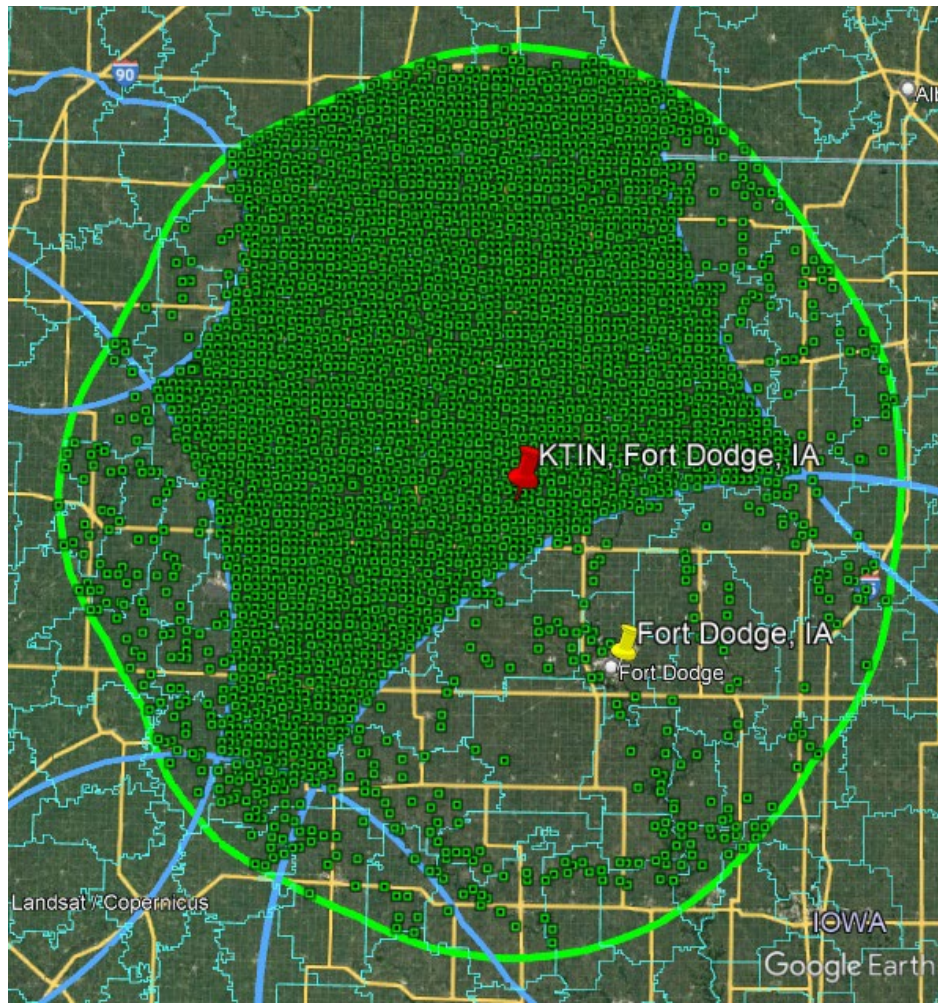 90
Alb
KTIN, Fort Dodge, IA
Fort Dodge, IA
Fort Dodge
Landsat / Copernicus
IOWA
Google Earth